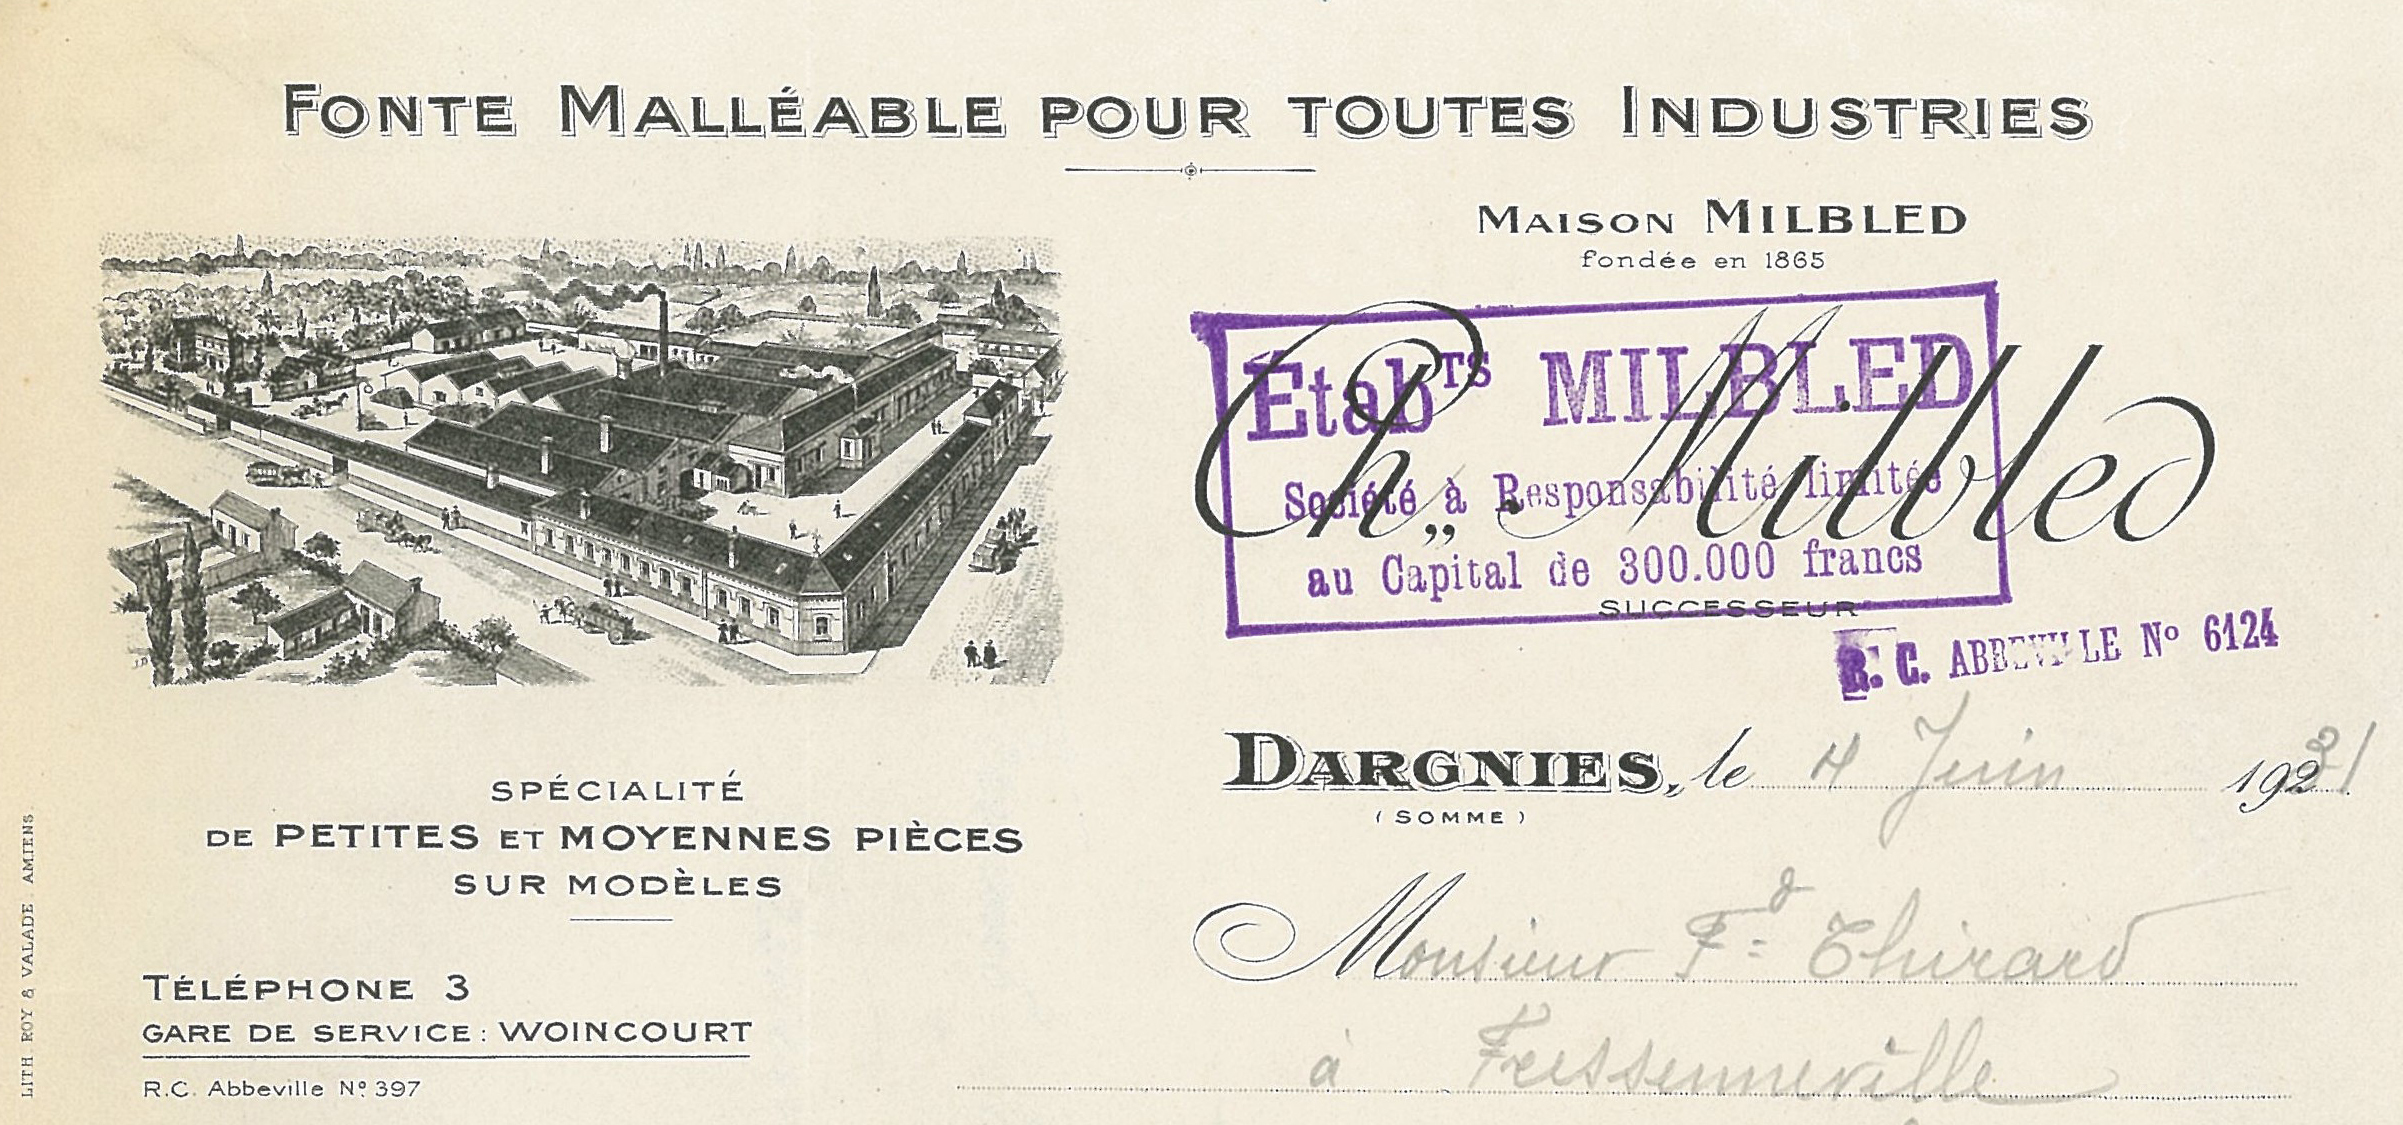 FONTE MALLÉABLE POUR TOUTES INDUSTRIES
MAISON MILBLED
fondée en 1865
Ch. Milbled
SUCCESSEUR
Étabts MILBLED
Société à Responsabilité limitée
au Capital de 300.000 francs
R. C. ABBEVILLE No 6124
DARGNIES, le 4 Juin 1931
(SOMME)
Monsieur Fd Thirard
à Fressenneville
SPÉCIALITÉ
DE PETITES ET MOYENNES PIÈCES
SUR MODÈLES
TÉLÉPHONE 3
GARE DE SERVICE : WOINCOURT
R.C. Abbeville No 397
LITH ROY & VALADE AMIENS